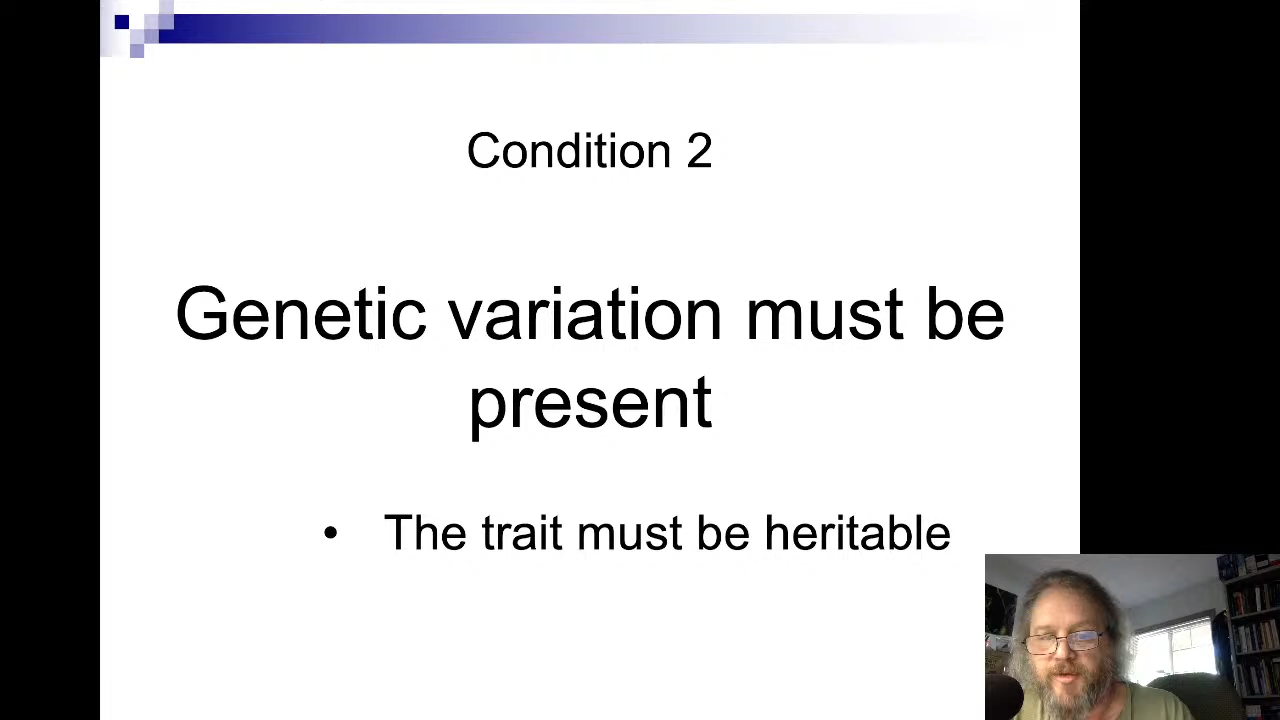 Condition 2
Genetic variation must be
present
• The trait must be heritable